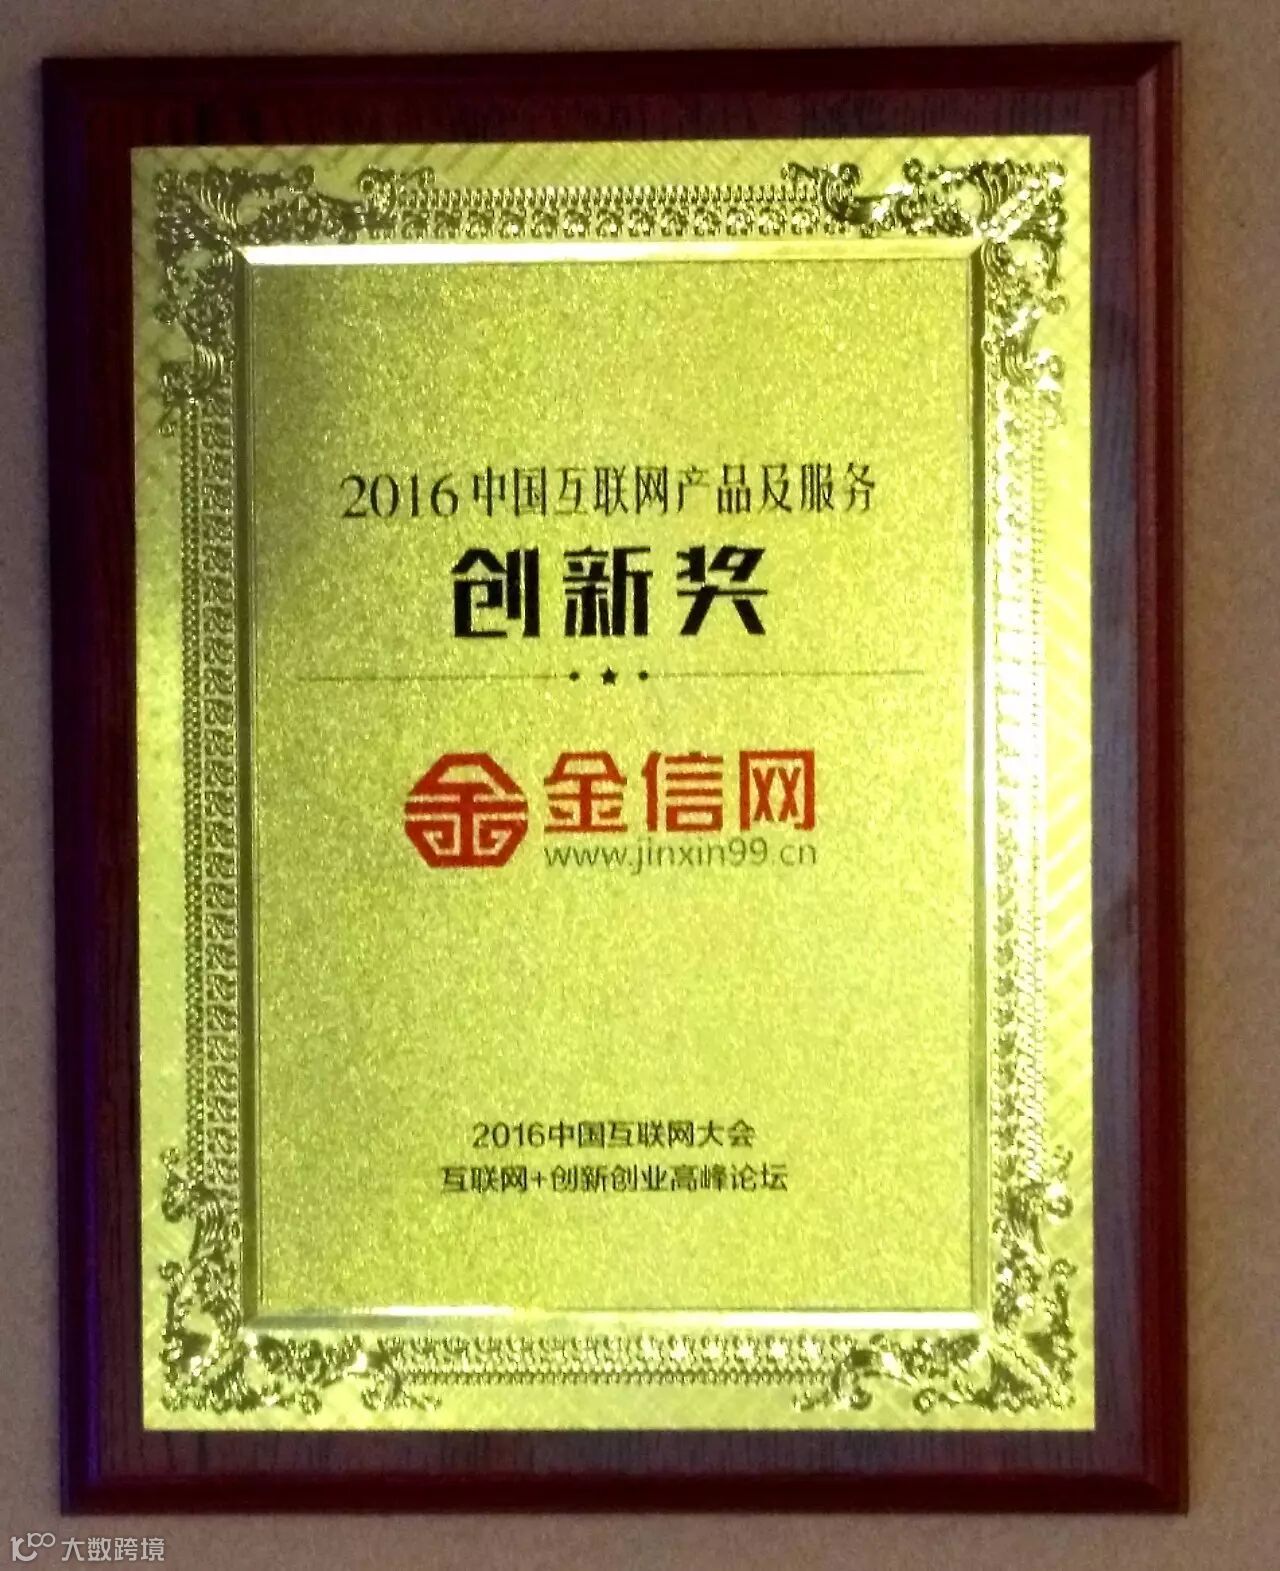 2016中国互联网产品及服务
创新奖
金信网
www.jinxin99.cn
2016中国互联网大会
互联网+创新创业高峰论坛
大数跨境